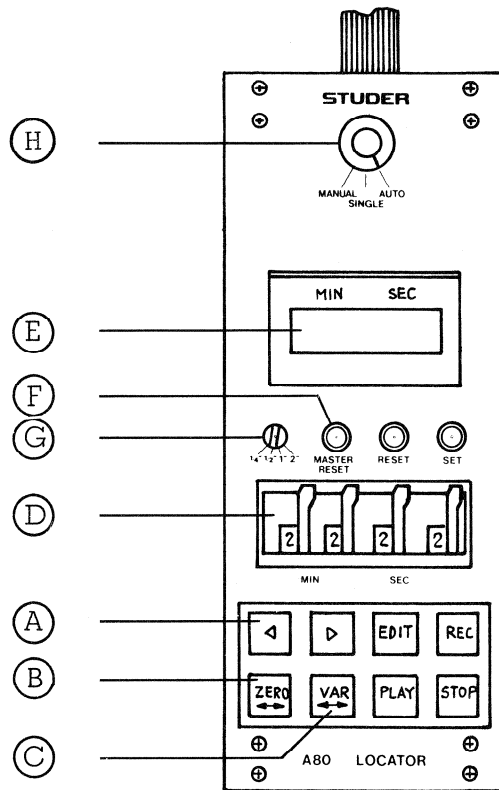 STUDER
H
MANUAL AUTO
SINGLE
MIN SEC
E
F
G
1/4" 1/2" 1" 2" MASTER RESET RESET SET
D
2 2 2 2
MIN SEC
A
EDIT REC
B
ZERO VAR PLAY STOP
C
A80 LOCATOR